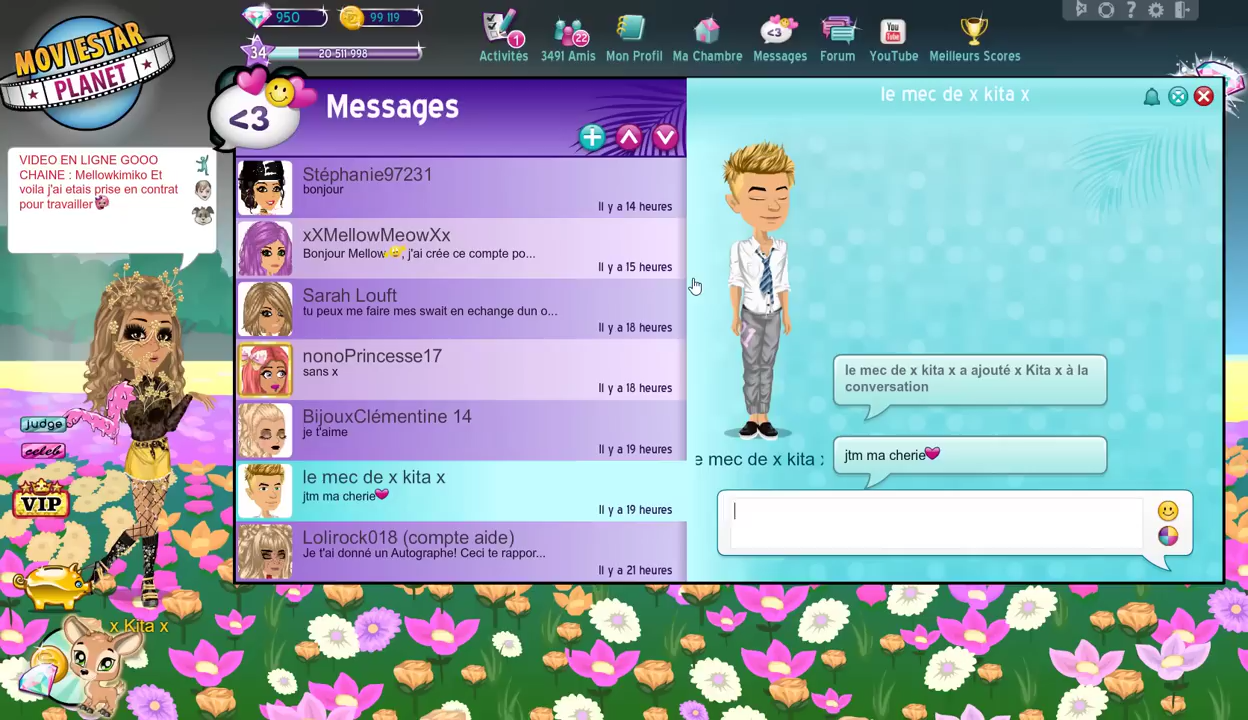 MOVIESTAR
PLANET
950
99 119
34
20 511 998
1
Activités
22
3491 Amis
Mon Profil
Ma Chambre
<3
Messages
Forum
You
Tube
YouTube
Meilleurs Scores
VIDEO EN LIGNE GOOO
CHAINE : Mellowkimiko Et
voila j'ai etais prise en contrat
pour travailler
judge
celeb
VIP
x Kita x
<3
Messages
Stéphanie97231
bonjour
Il y a 14 heures
xXMellowMeowXx
Bonjour Mellow , j'ai crée ce compte po...
Il y a 15 heures
Sarah Louft
tu peux me faire mes swait en echange dun o...
Il y a 18 heures
nonoPrincesse17
sans x
Il y a 18 heures
BijouxClémentine 14
je t'aime
Il y a 19 heures
le mec de x kita x
jtm ma cherie
Il y a 19 heures
Lolirock018 (compte aide)
Je t'ai donné un Autographe! Ceci te rappor...
Il y a 21 heures
le mec de x kita x
le mec de x kita x a ajouté x Kita x à la
conversation
e mec de x kita :
jtm ma cherie